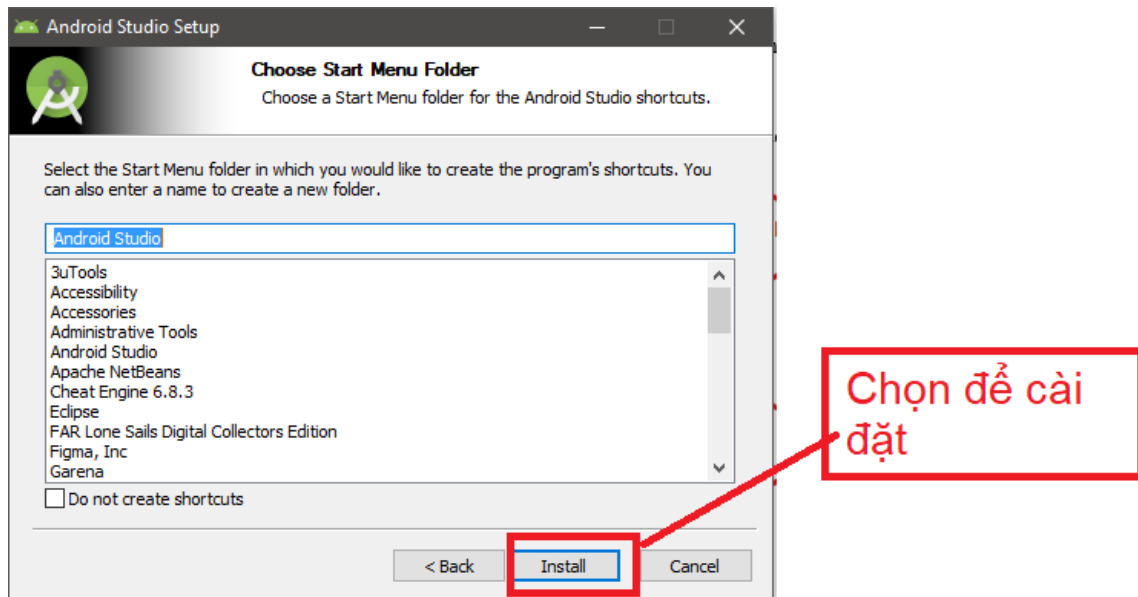 Android Studio Setup
Choose Start Menu Folder
Choose a Start Menu folder for the Android Studio shortcuts.
Select the Start Menu folder in which you would like to create the program's shortcuts. You
can also enter a name to create a new folder.
Android Studio
3uTools
Accessibility
Accessories
Administrative Tools
Android Studio
Apache NetBeans
Cheat Engine 6.8.3
Eclipse
FAR Lone Sails Digital Collectors Edition
Figma, Inc
Garena
Do not create shortcuts
< Back Install Cancel
Chọn để cài
đặt